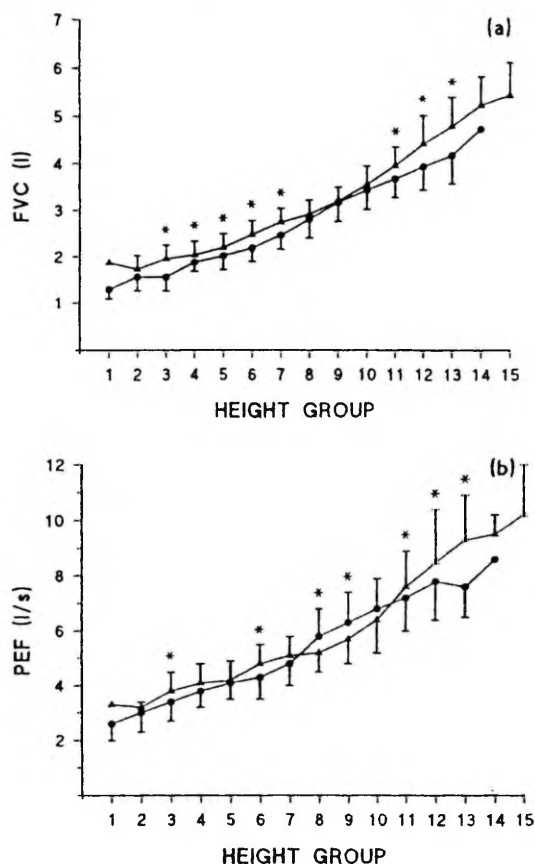 (a)
7
6
5
4
3
2
1
FVC (l)
* * * * * * * *
1 2 3 4 5 6 7 8 9 10 11 12 13 14 15
HEIGHT GROUP
(b)
12
10
8
6
4
2
PEF (l/s)
* * * * * * *
1 2 3 4 5 6 7 8 9 10 11 12 13 14 15
HEIGHT GROUP